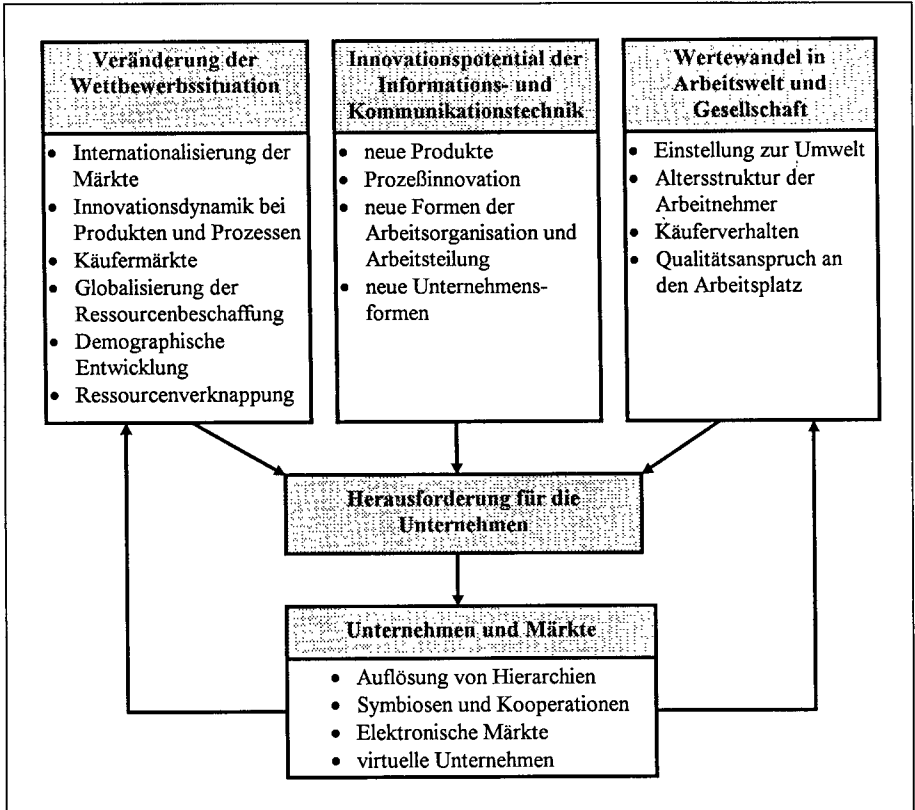 Veränderung der
Wettbewerbssituation
• Internationalisierung der
Märkte
• Innovationsdynamik bei
Produkten und Prozessen
• Käufermärkte
• Globalisierung der
Ressourcenbeschaffung
• Demographische
Entwicklung
• Ressourcenverknappung
Innovationspotential der
Informations- und
Kommunikationstechnik
• neue Produkte
• Prozeßinnovation
• neue Formen der
Arbeitsorganisation und
Arbeitsteilung
• neue Unternehmens-
formen
Wertewandel in
Arbeitswelt und
Gesellschaft
• Einstellung zur Umwelt
• Altersstruktur der
Arbeitnehmer
• Käuferverhalten
• Qualitätsanspruch an
den Arbeitsplatz
Herausforderung für die
Unternehmen
Unternehmen und Märkte
• Auflösung von Hierarchien
• Symbiosen und Kooperationen
• Elektronische Märkte
• virtuelle Unternehmen